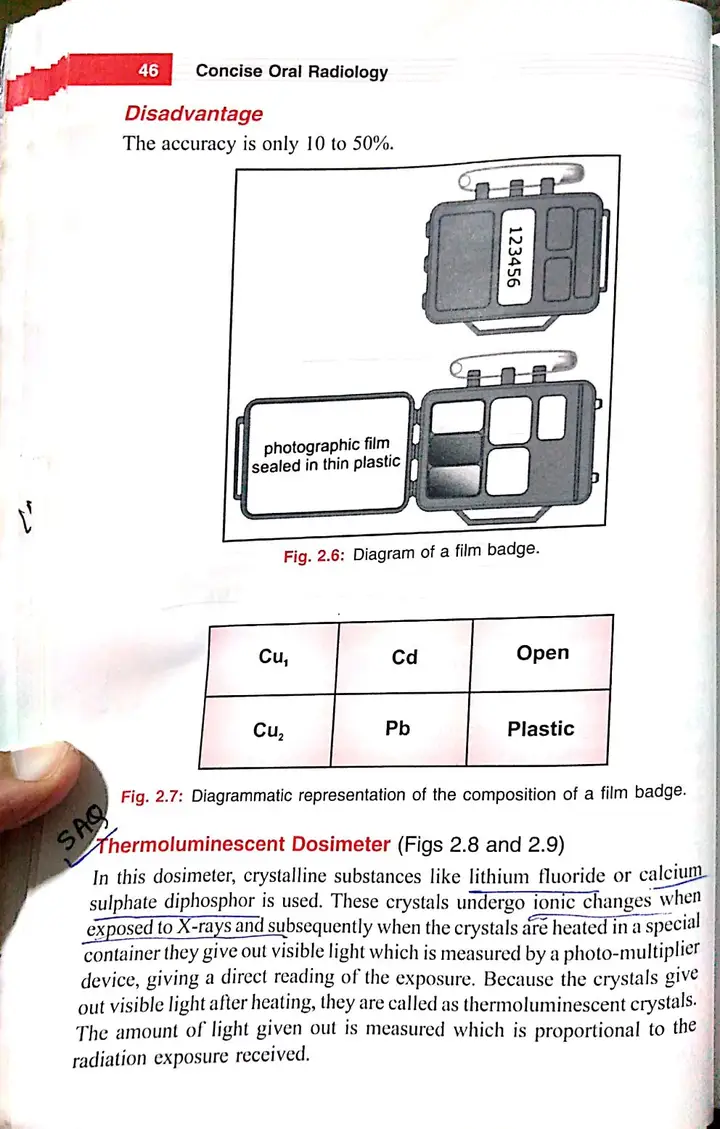 46 Concise Oral Radiology
Disadvantage
The accuracy is only 10 to 50%.
123456
photographic film
sealed in thin plastic
Fig. 2.6: Diagram of a film badge.
Cu₁ Cd Open
Cu₂ Pb Plastic
Fig. 2.7: Diagrammatic representation of the composition of a film badge.
SAQ
Thermoluminescent Dosimeter (Figs 2.8 and 2.9)
In this dosimeter, crystalline substances like lithium fluoride or calcium
sulphate diphosphor is used. These crystals undergo ionic changes when
exposed to X-rays and subsequently when the crystals are heated in a special
container they give out visible light which is measured by a photo-multiplier
device, giving a direct reading of the exposure. Because the crystals give
out visible light after heating, they are called as thermoluminescent crystals.
The amount of light given out is measured which is proportional to the
radiation exposure received.